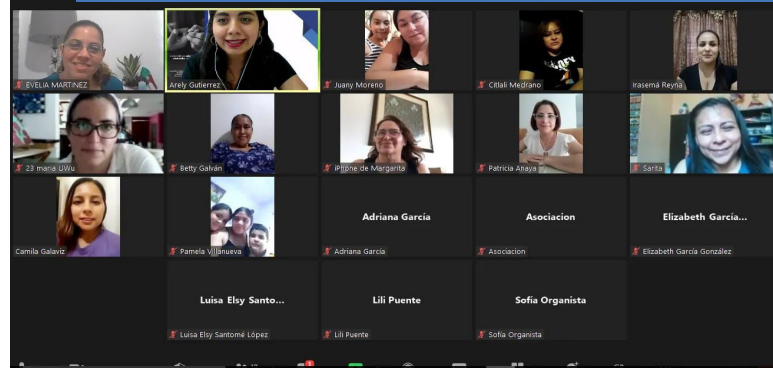 EVELIA MARTINEZ
Arely Gutierrez
Juany Moreno
Citlali Medrano
Irasemá Reyna
23 maria UWu
Betty Galván
iPhone de Margarita
Patricia Anaya
Sarita
Camila Galaviz
Pamela Villanueva
Adriana García
Adriana García
Asociacion
Asociacion
Elizabeth García...
Elizabeth García González
Luisa Elsy Santo...
Luisa Elsy Santomé López
Lili Puente
Lili Puente
Sofía Organista
Sofía Organista